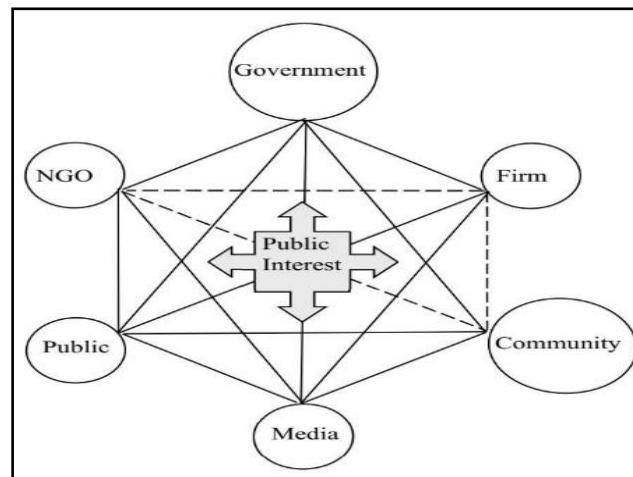 Government
NGO
Firm
Public
Interest
Public
Community
Media